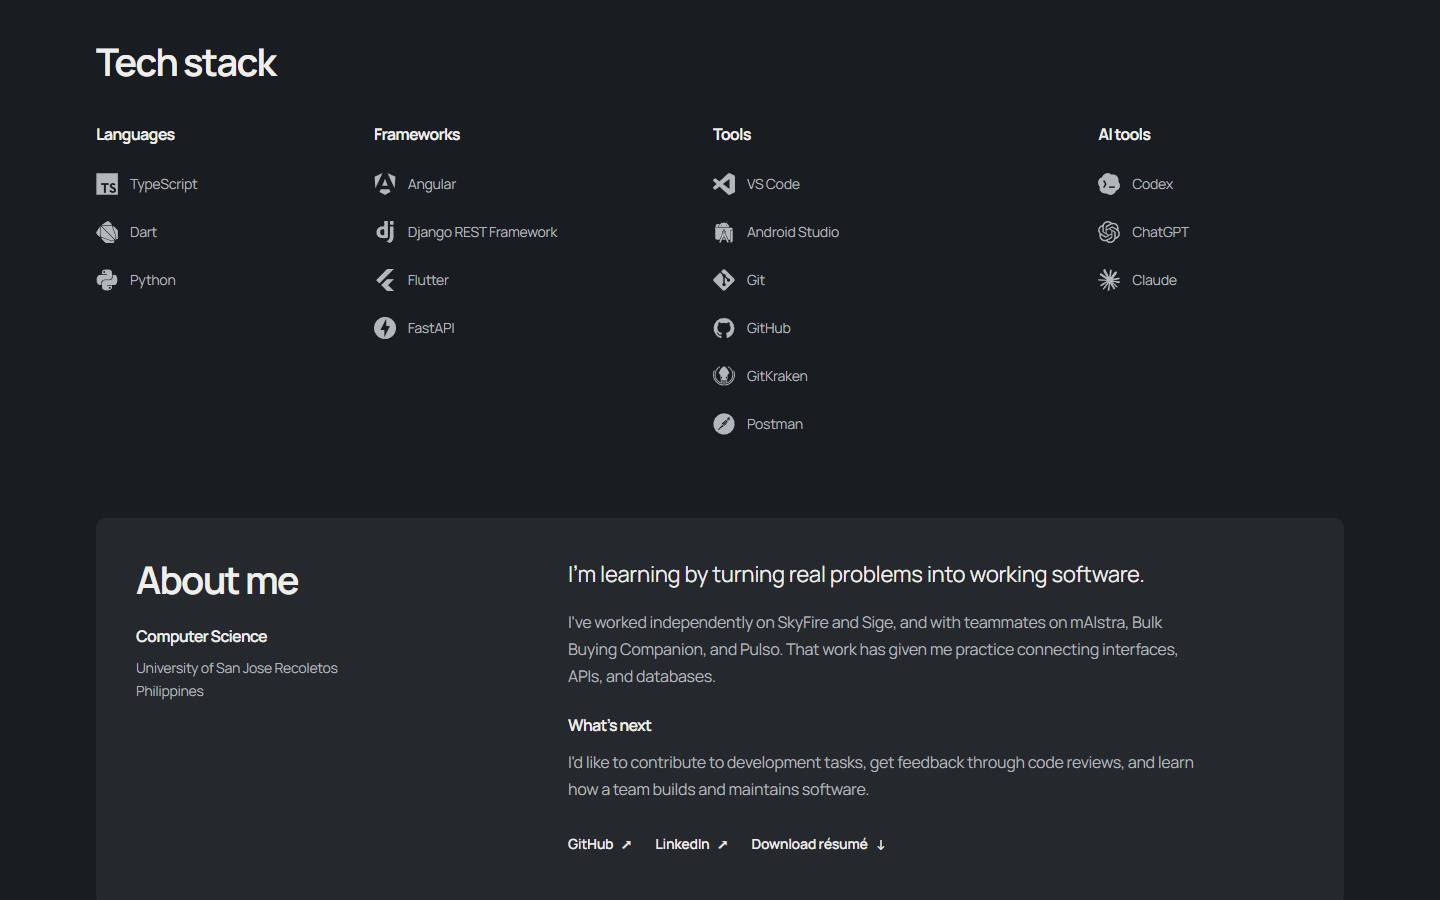 Tech stack
Languages
TS TypeScript
Dart
Python
Frameworks
Angular
dj Django REST Framework
Flutter
FastAPI
Tools
VS Code
Android Studio
Git
GitHub
GitKraken
Postman
AI tools
Codex
ChatGPT
Claude
About me
Computer Science
University of San Jose Recoletos
Philippines
I’m learning by turning real problems into working software.
I’ve worked independently on SkyFire and Sige, and with teammates on mAIstra, Bulk
Buying Companion, and Pulso. That work has given me practice connecting interfaces,
APIs, and databases.
What’s next
I’d like to contribute to development tasks, get feedback through code reviews, and learn
how a team builds and maintains software.
GitHub ↗ LinkedIn ↗ Download résumé ↓